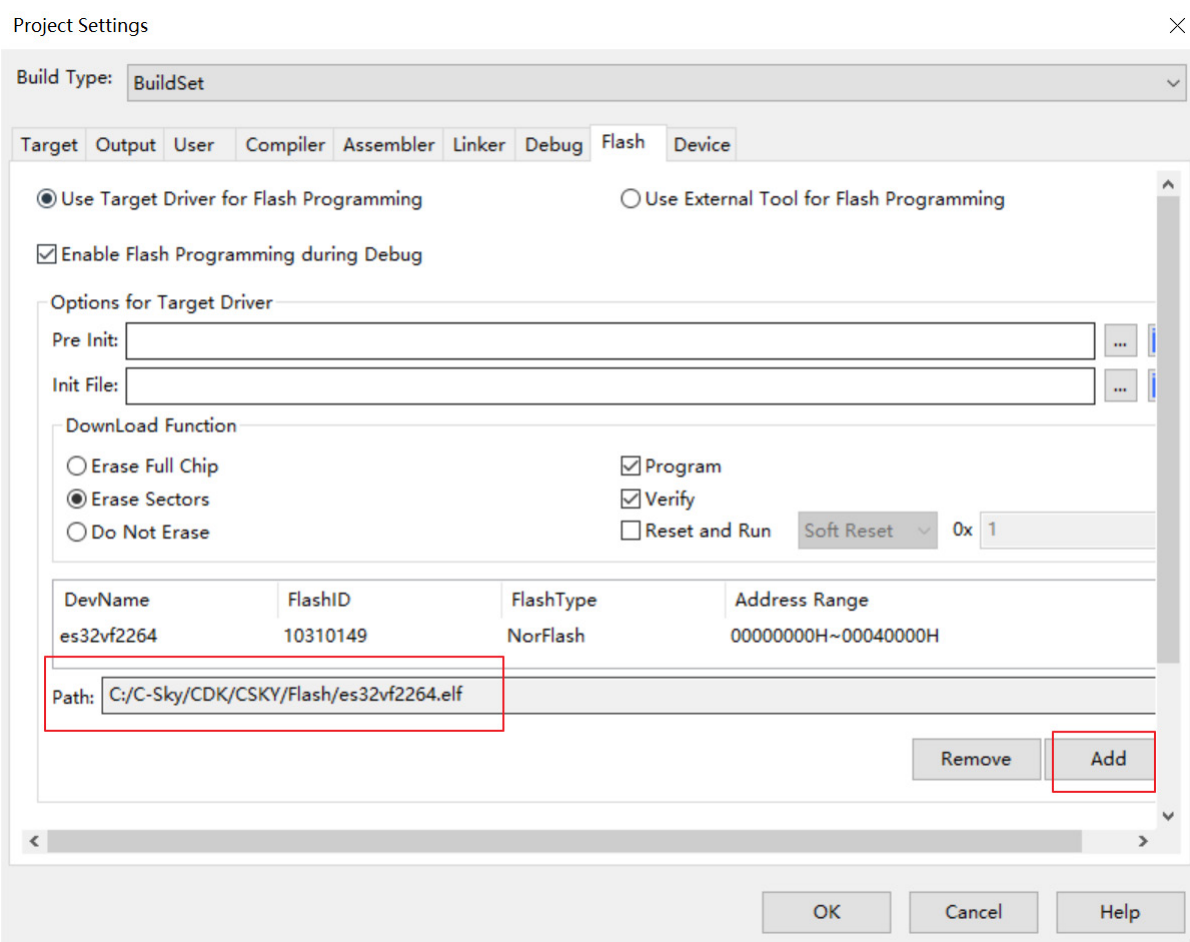 Project Settings
Build Type: BuildSet
Target Output User Compiler Assembler Linker Debug Flash Device
Use Target Driver for Flash Programming Use External Tool for Flash Programming
Enable Flash Programming during Debug
Options for Target Driver
Pre Init: ...
Init File: ...
DownLoad Function
Erase Full Chip Program
Erase Sectors Verify
Do Not Erase Reset and Run Soft Reset 0x 1
DevName FlashID FlashType Address Range
es32vf2264 10310149 NorFlash 00000000H~00040000H
Path: C:/C-Sky/CDK/CSKY/Flash/es32vf2264.elf
Remove Add
OK Cancel Help